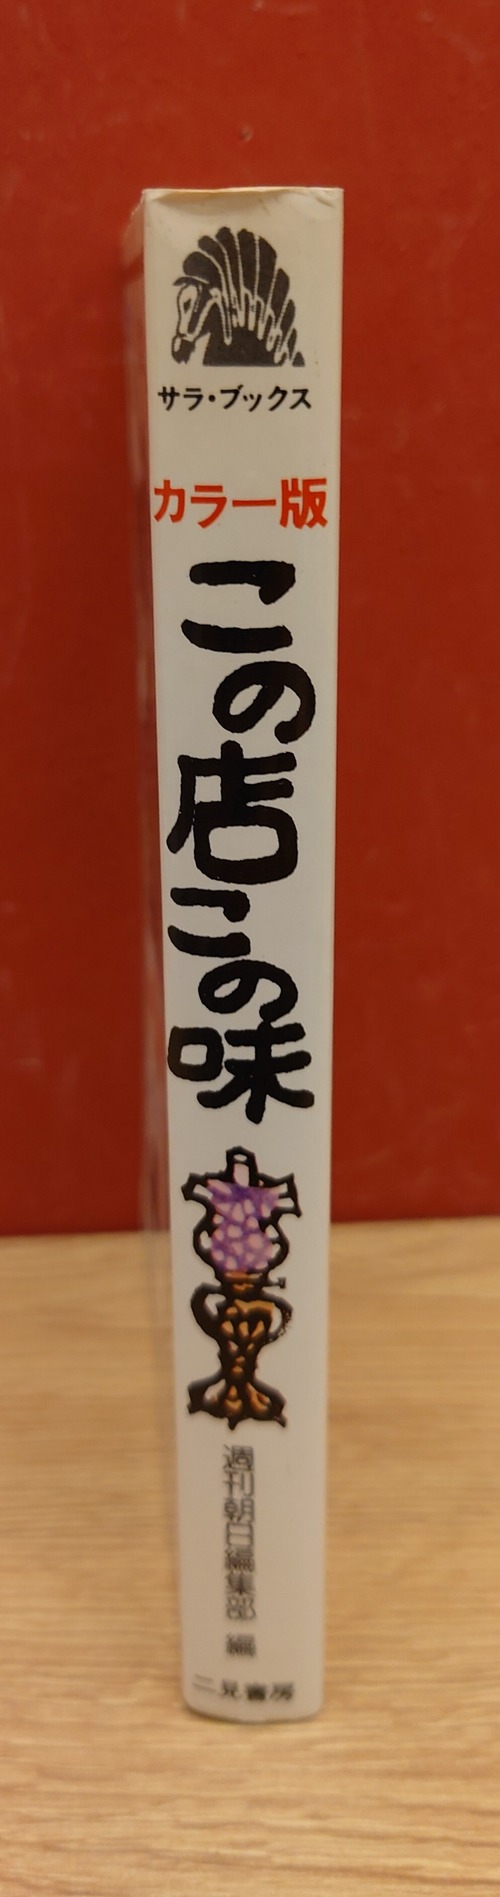 サラ・ブックス
カラー版
この店この味
週刊朝日編集部 編
二見書房